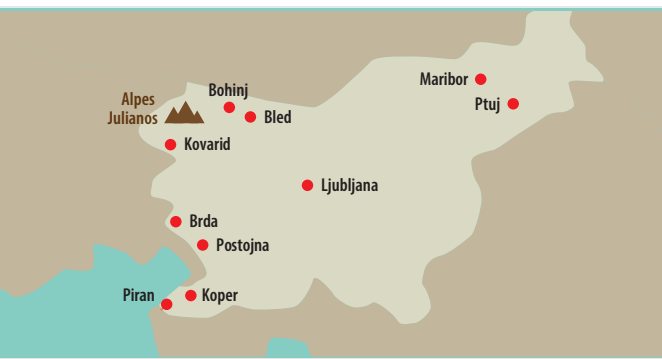 Maribor
Bohinj
Alpes
Julianos
Ptuj
Bled
Kovarid
Ljubljana
Brda
Postojna
Piran
Koper